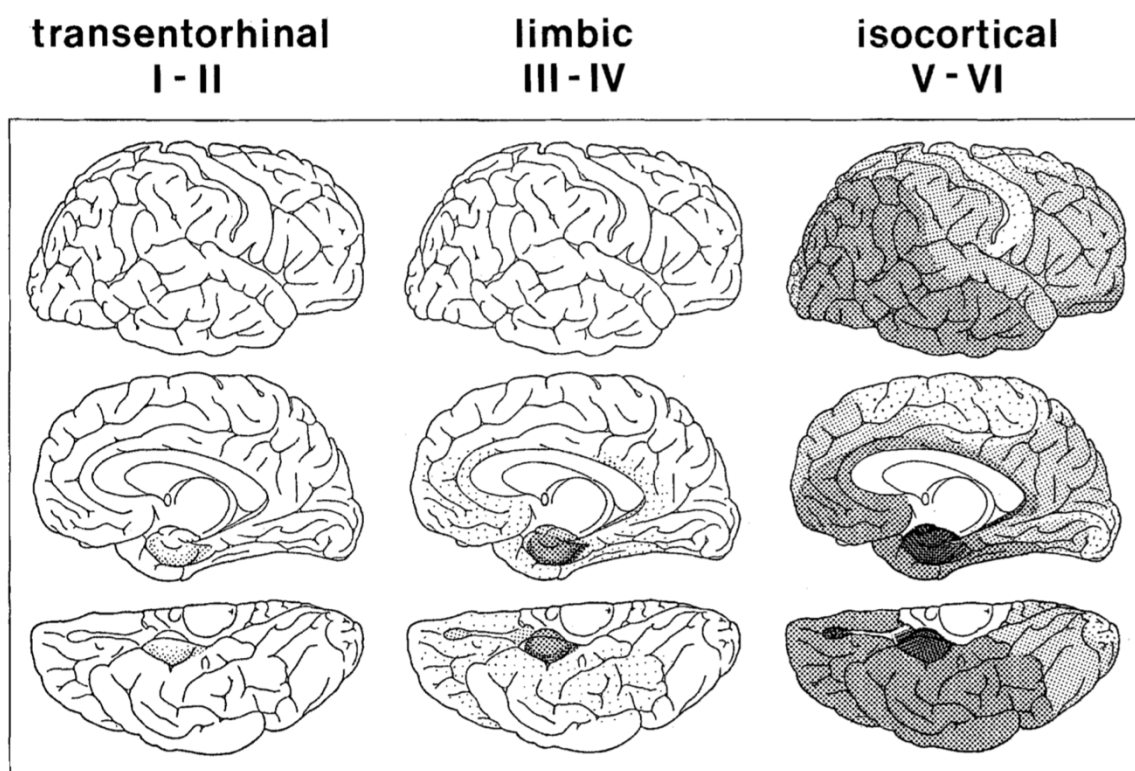 transentorhinal
I - II
limbic
III - IV
isocortical
V - VI